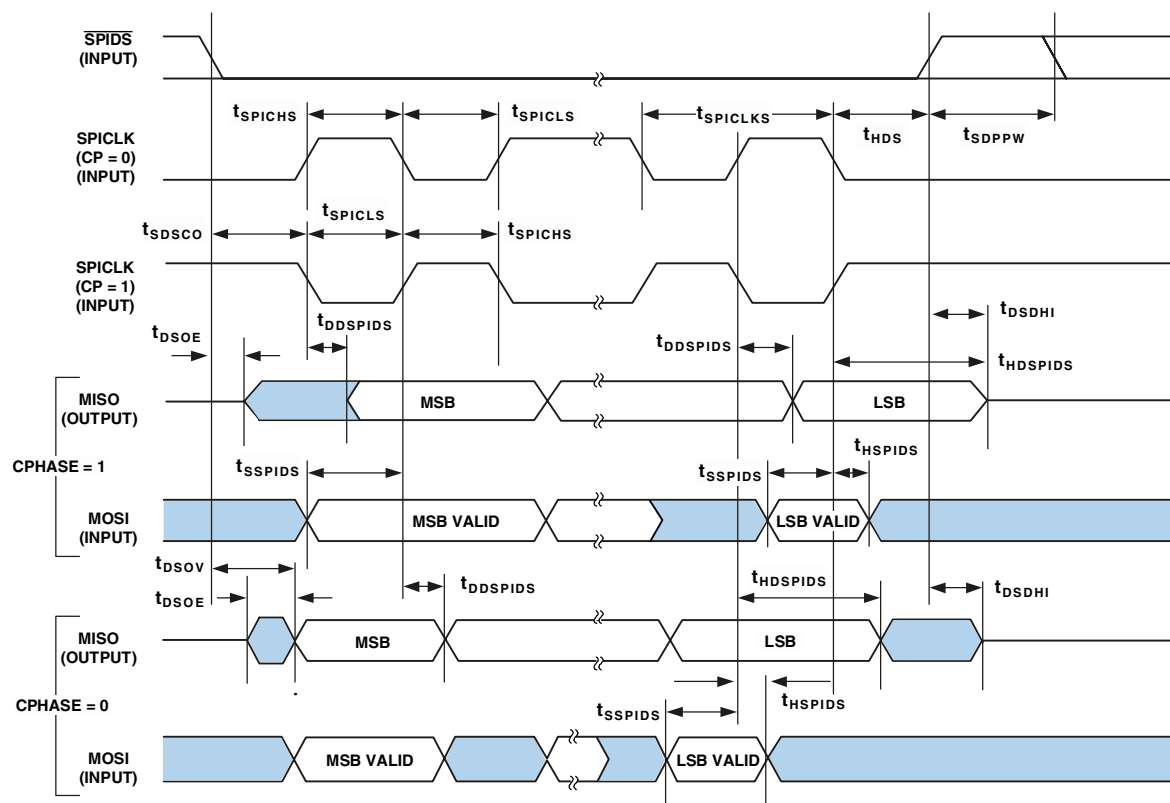 SPIDS
(INPUT)
tSPICHS
tSPICLS
tSPICLKS
tHDS
tSDPPW
SPICLK
(CP = 0)
(INPUT)
tSPICLS
tSDSCO
tSPICHS
SPICLK
(CP = 1)
(INPUT)
tDSOE
tDDSPIDS
tDDSPIDS
tDSDHI
tHDSPIDS
MISO
(OUTPUT)
MSB
LSB
CPHASE = 1
tSSPIDS
tSSPIDS
tHSPIDS
MOSI
(INPUT)
MSB VALID
LSB VALID
tDSOV
tDSOE
tDDSPIDS
tHDSPIDS
tDSDHI
MISO
(OUTPUT)
MSB
LSB
CPHASE = 0
tSSPIDS
tHSPIDS
MOSI
(INPUT)
MSB VALID
LSB VALID